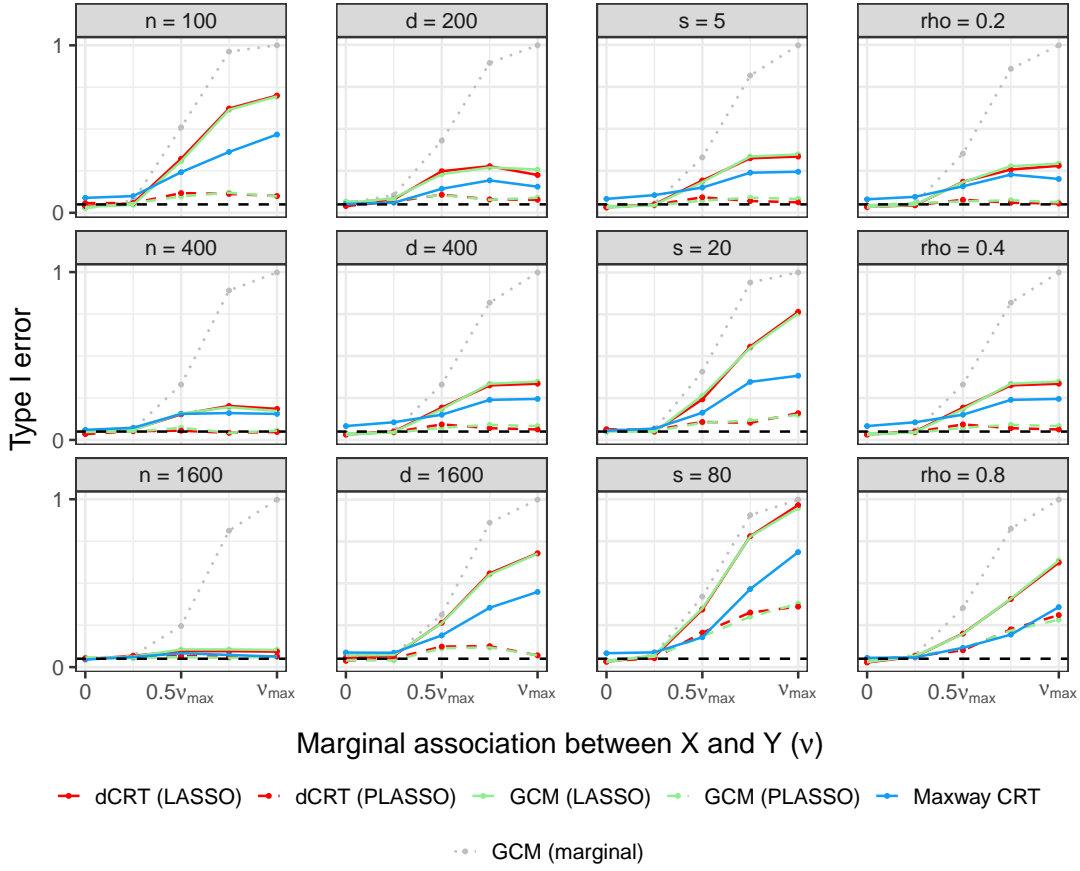 n = 100 d = 200 s = 5 rho = 0.2
1
0
n = 400 d = 400 s = 20 rho = 0.4
1
0
n = 1600 d = 1600 s = 80 rho = 0.8
1
0
Type I error
0 0.5νmax νmax 0 0.5νmax νmax 0 0.5νmax νmax 0 0.5νmax νmax
Marginal association between X and Y (ν)
dCRT (LASSO) dCRT (PLASSO) GCM (LASSO) GCM (PLASSO) Maxway CRT
GCM (marginal)